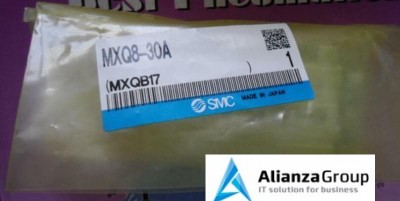 MXQ8-30A
(MXQB17 ) 1
SMC MADE IN JAPAN
AlianzaGroup
IT solution for business